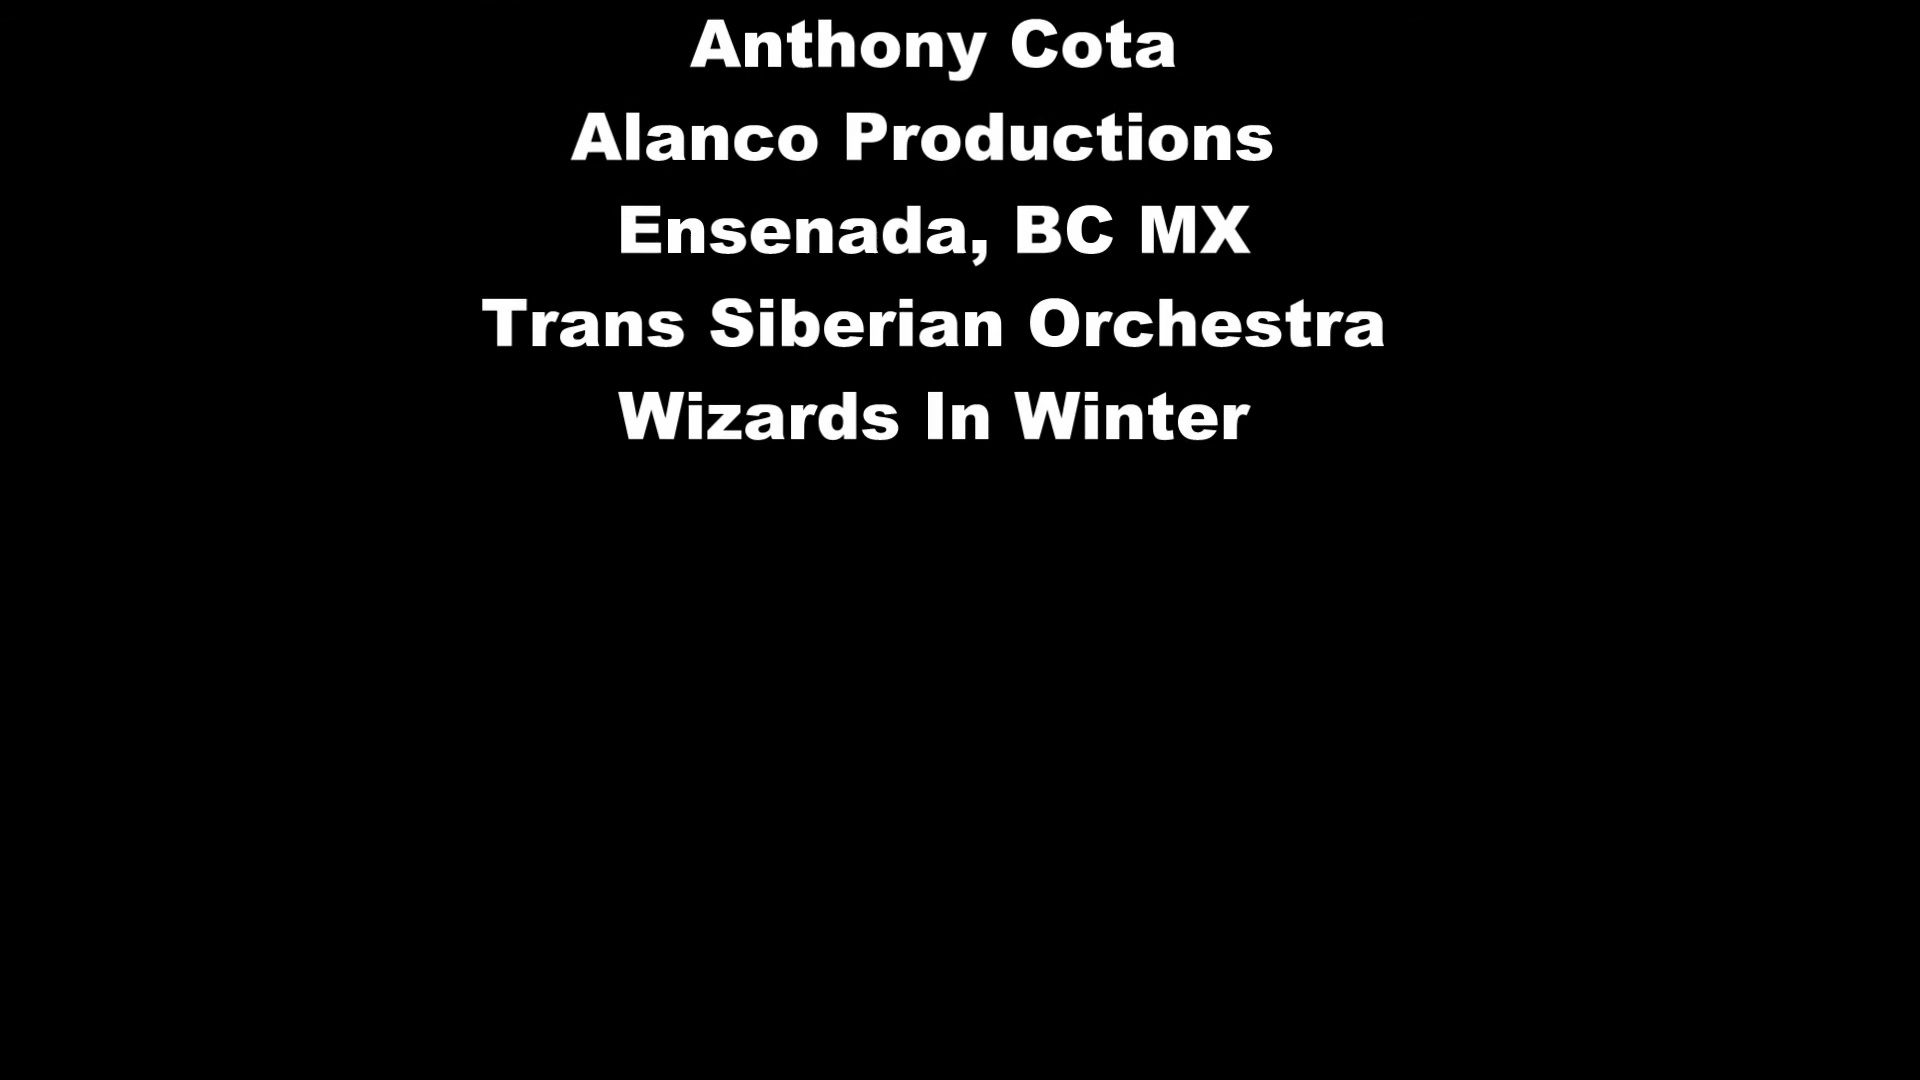 Anthony Cota
Alanco Productions
Ensenada, BC MX
Trans Siberian Orchestra
Wizards In Winter